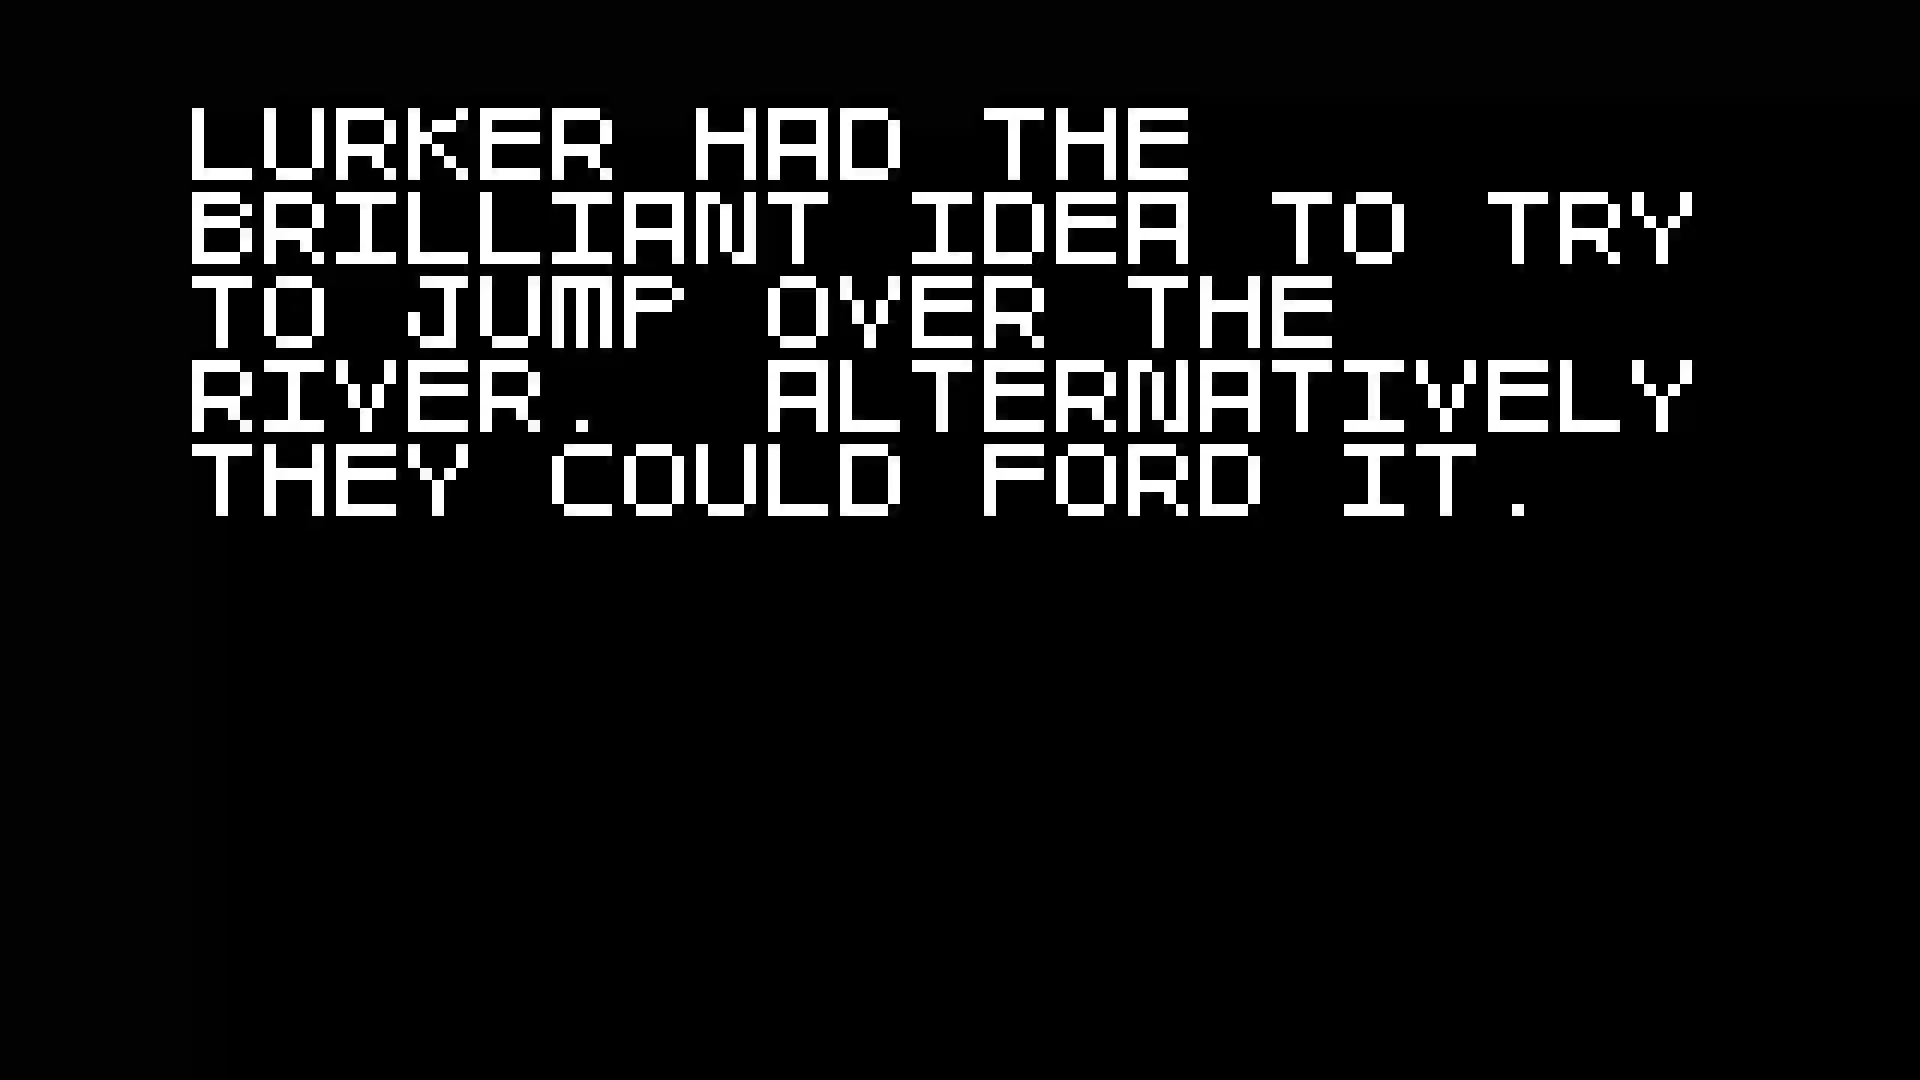 LURKER HAD THE
BRILLIANT IDEA TO TRY
TO JUMP OVER THE
RIVER.  ALTERNATIVELY
THEY COULD FORD IT.